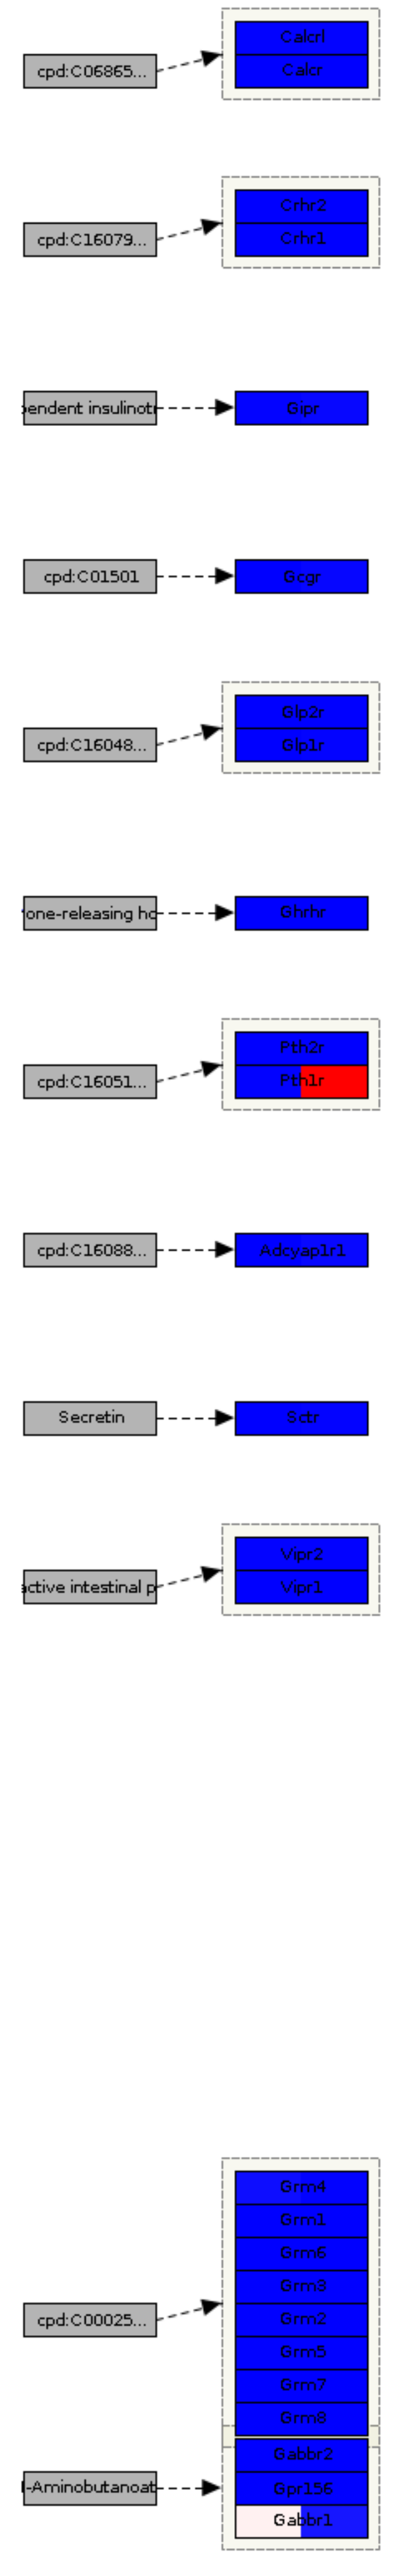 Calcrl
cpd:C06865...
Calcr
Crhr2
cpd:C16079...
Crhr1
pendent insulinotr
Gipr
cpd:C01501
Gcgr
Glp2r
cpd:C16048...
Glp1r
one-releasing ho
Ghrhr
Pth2r
cpd:C16051...
Pth1r
cpd:C16088...
Adcyap1r1
Secretin
Sctr
Vipr2
active intestinal p
Vipr1
Grm4
Grm1
Grm6
Grm3
cpd:C00025...
Grm2
Grm5
Grm7
Grm8
Gabbr2
-Aminobutanoat
Gpr156
Gabbr1